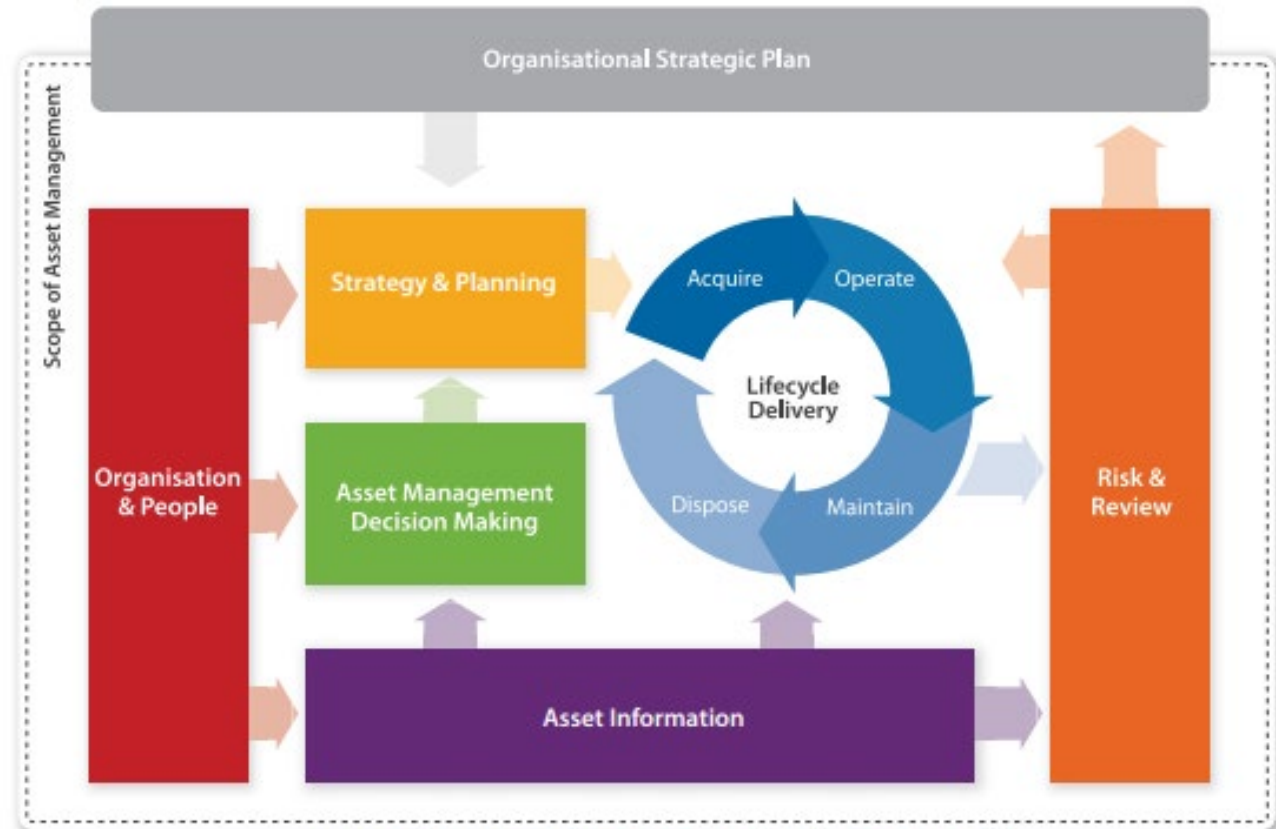 Organisational Strategic Plan
Scope of Asset Management
Organisation
& People
Strategy & Planning
Asset Management
Decision Making
Acquire
Operate
Lifecycle
Delivery
Dispose
Maintain
Risk &
Review
Asset Information